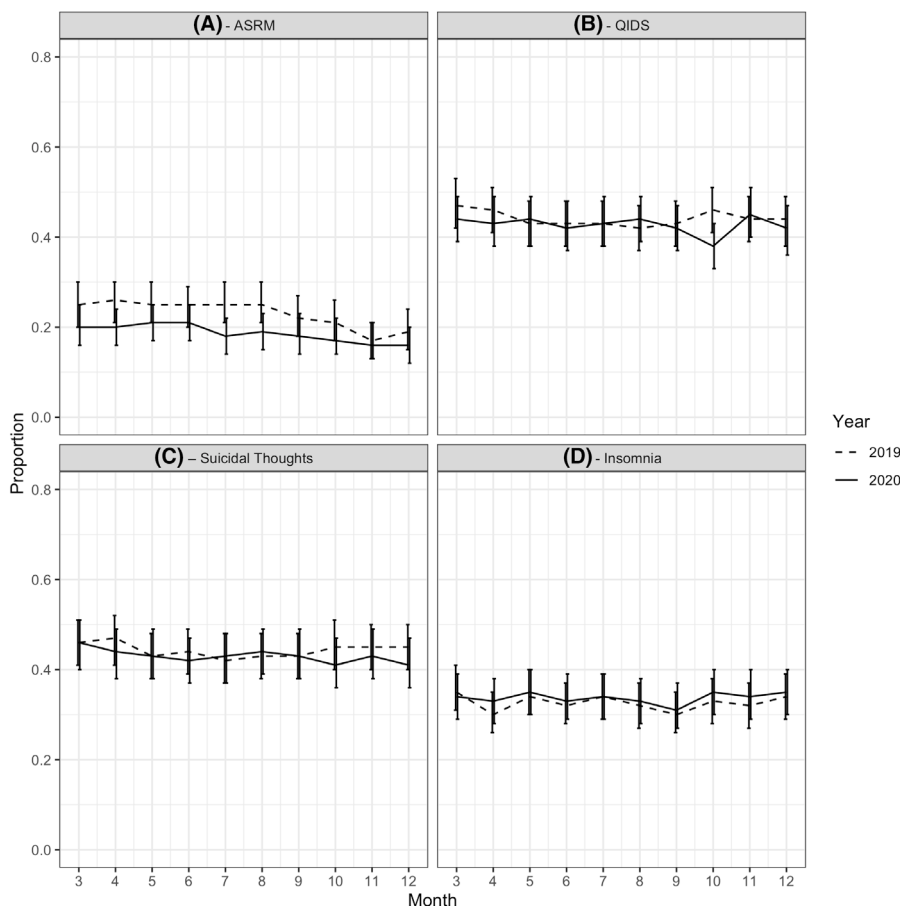 (A) - ASRM
(B) - QIDS
0.8
0.6
0.4
0.2
0.0
(C) – Suicidal Thoughts
(D) - Insomnia
0.8
0.6
0.4
0.2
0.0
3 4 5 6 7 8 9 10 11 12
3 4 5 6 7 8 9 10 11 12
Proportion
Month
Year
2019
2020